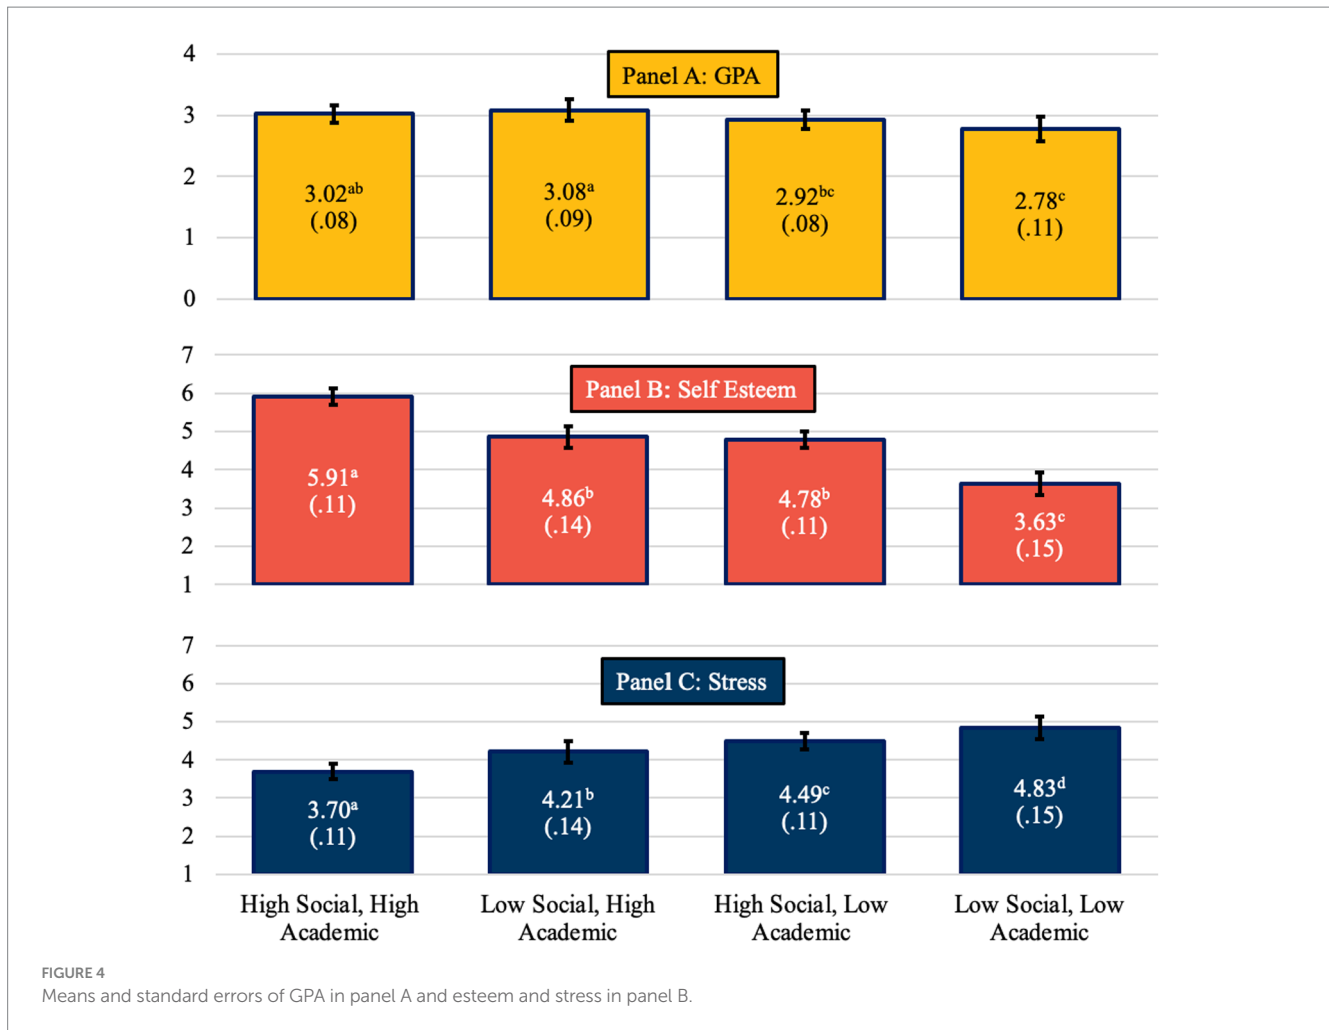 4
Panel A: GPA
3
2
3.02ab 3.08a 2.92bc 2.78c
(.08) (.09) (.08) (.11)
1
0
7
6
Panel B: Self Esteem
5
4
5.91a 4.86b 4.78b 3.63c
(.11) (.14) (.11) (.15)
3
2
1
7
6
Panel C: Stress
5
4
3
3.70a 4.21b 4.49c 4.83d
(.11) (.14) (.11) (.15)
2
1
High Social, High Low Social, High High Social, Low Low Social, Low
Academic Academic Academic Academic
FIGURE 4
Means and standard errors of GPA in panel A and esteem and stress in panel B.